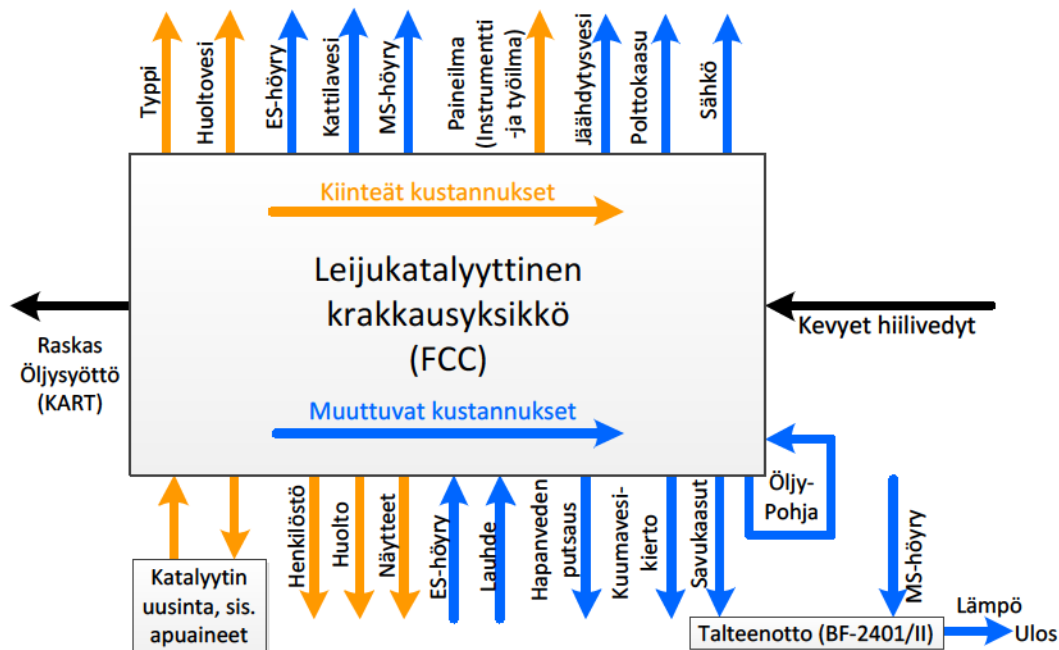 Typpi
Huoltovesi
ES-höyry
Kattilavesi
MS-höyry
Paineilma
(Instrumentti
-ja työilma)
Jäähdytysvesi
Polttokaasu
Sähkö
Kiinteät kustannukset
Leijukatalyyttinen
krakkausyksikkö
(FCC)
Muuttuvat kustannukset
Raskas
Öljysyöttö
(KART)
Kevyet hiilivedyt
Katalyytin
uusinta, sis.
apuaineet
Henkilöstö
Huolto
Näytteet
ES-höyry
Lauhde
Hapanveden
putsaus
Kuumavesi-
kierto
Savukaasut
Öljy-
Pohja
MS-höyry
Talteenotto (BF-2401/II)
Lämpö
Ulos